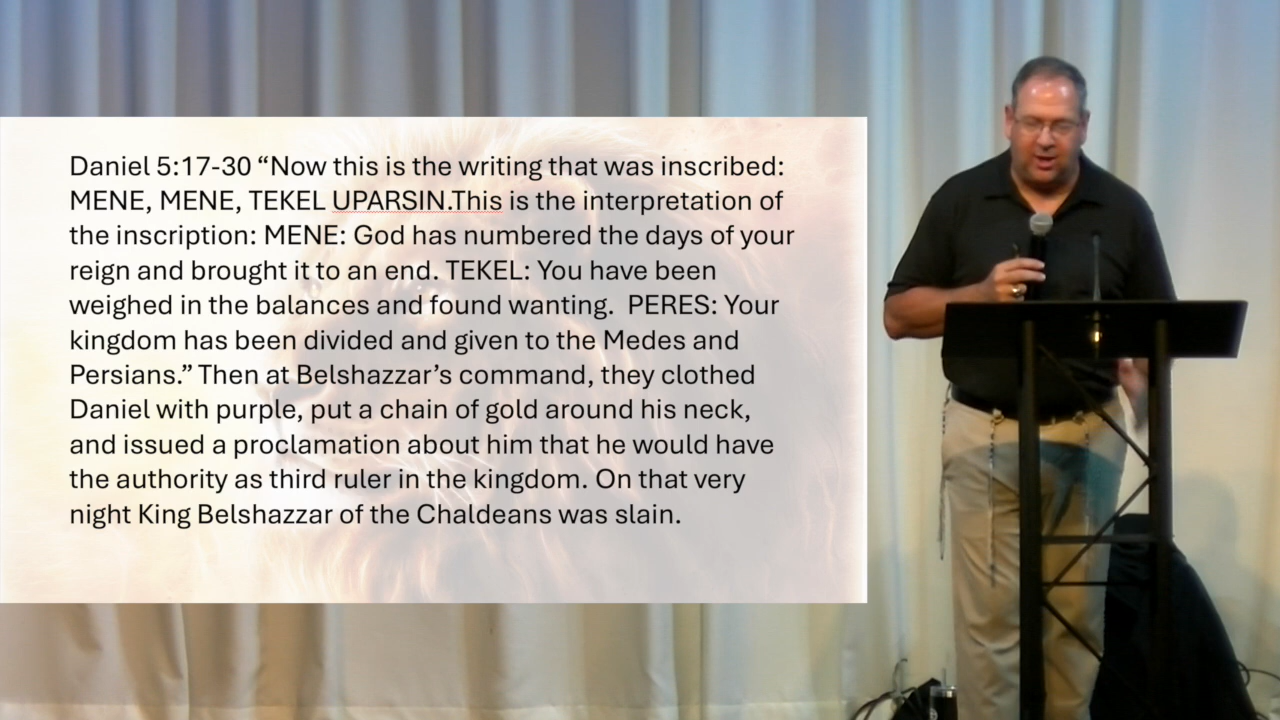 Daniel 5:17-30 “Now this is the writing that was inscribed:
MENE, MENE, TEKEL UPARSIN.This is the interpretation of
the inscription: MENE: God has numbered the days of your
reign and brought it to an end. TEKEL: You have been
weighed in the balances and found wanting.  PERES: Your
kingdom has been divided and given to the Medes and
Persians.” Then at Belshazzar’s command, they clothed
Daniel with purple, put a chain of gold around his neck,
and issued a proclamation about him that he would have
the authority as third ruler in the kingdom. On that very
night King Belshazzar of the Chaldeans was slain.